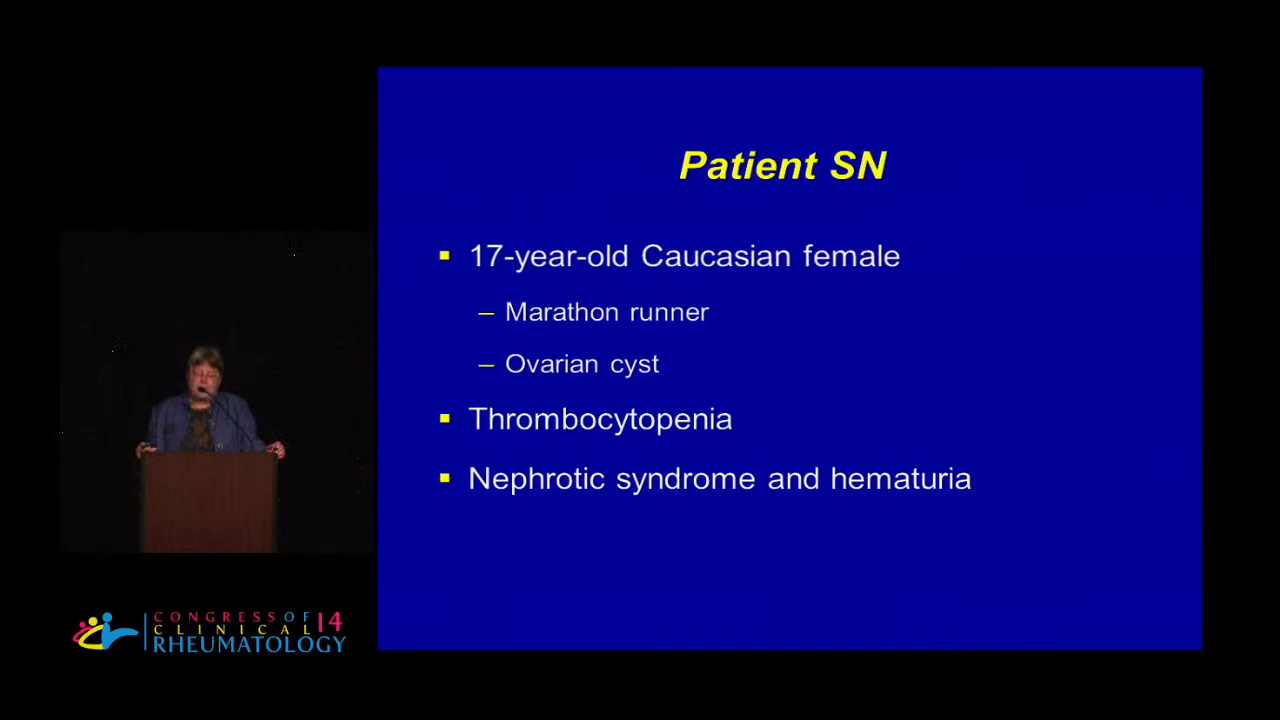 Patient SN
▪ 17-year-old Caucasian female
– Marathon runner
– Ovarian cyst
▪ Thrombocytopenia
▪ Nephrotic syndrome and hematuria
CONGRESS OF 14
CLINICAL
RHEUMATOLOGY